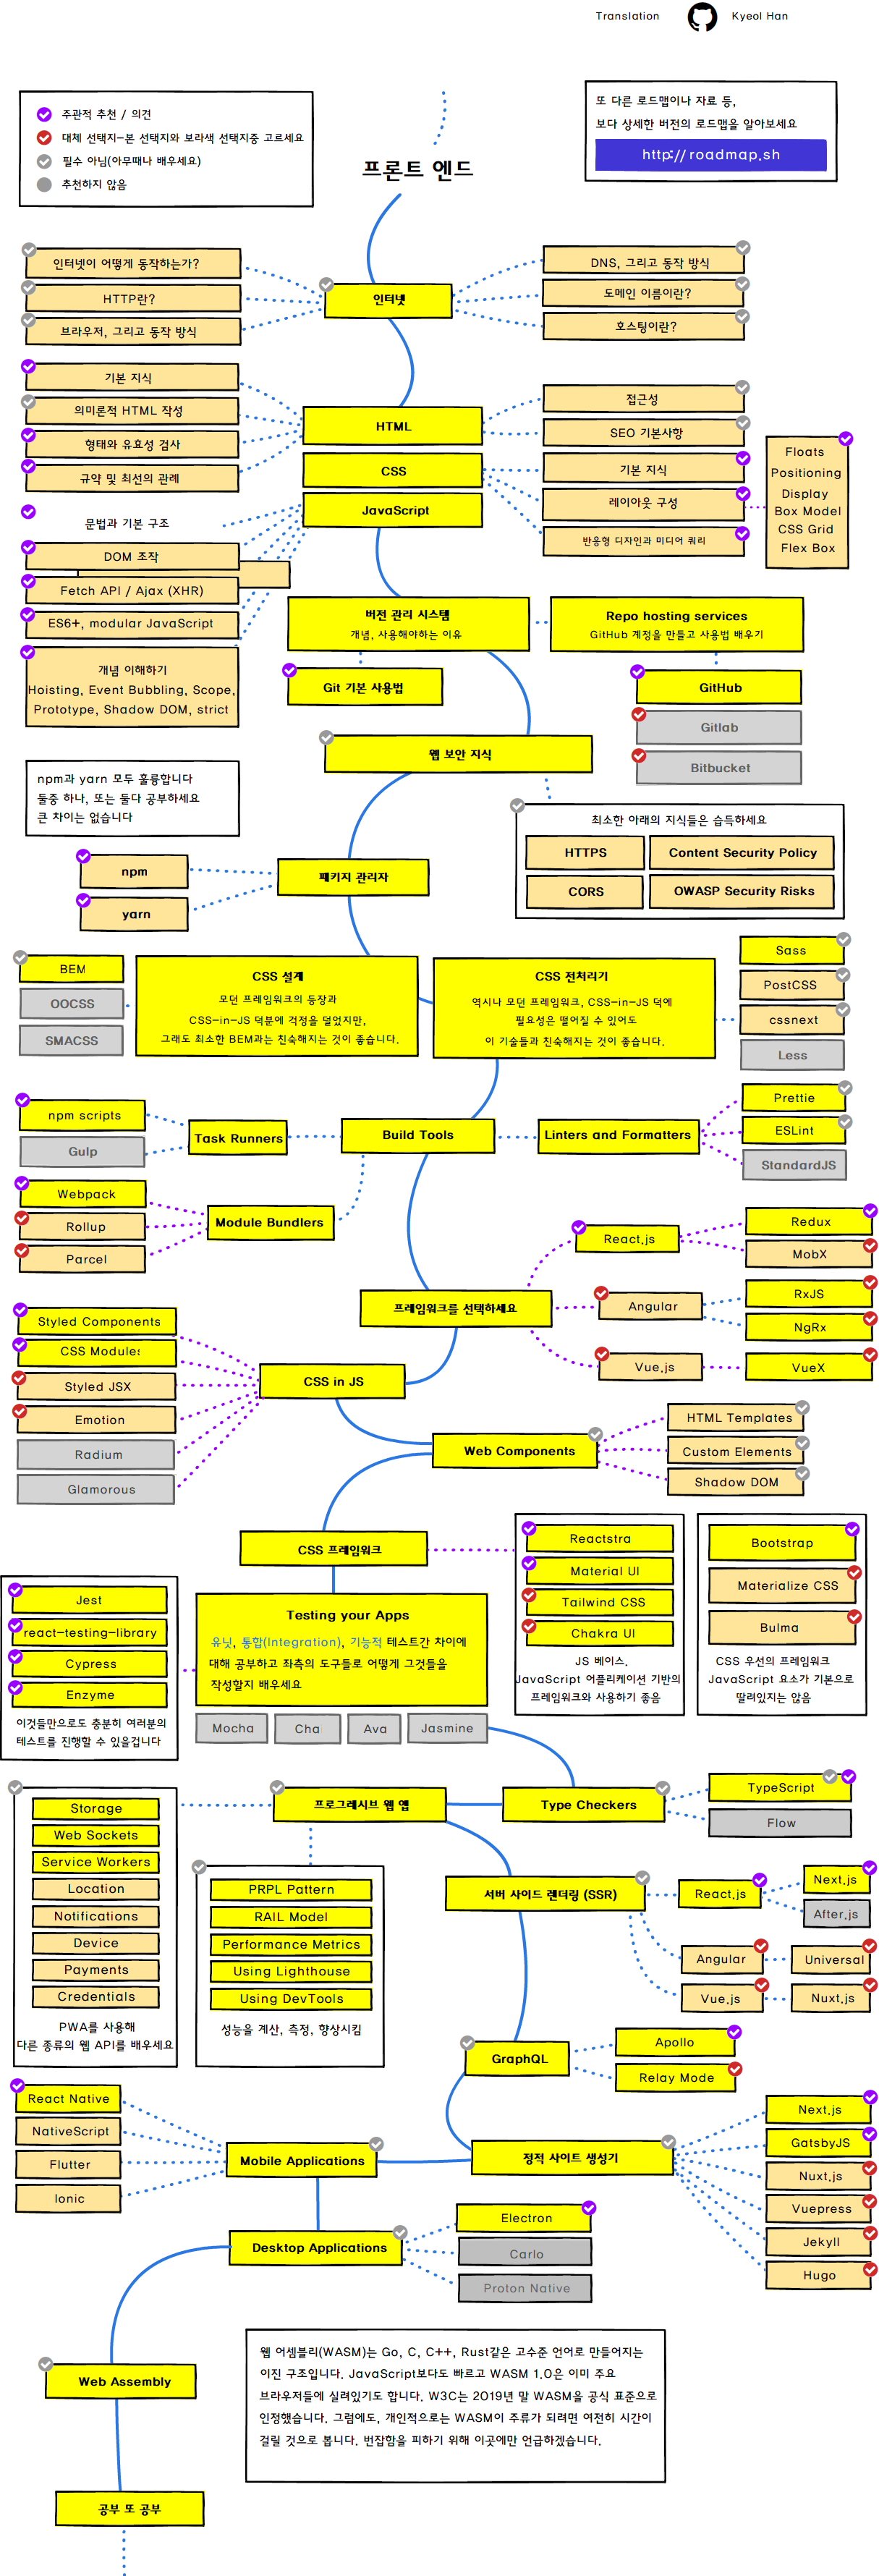 Translation
Kyeol Han
주관적 추천 / 의견
대체 선택지-본 선택지와 보라색 선택지중 고르세요
필수 아님(아무때나 배우세요)
추천하지 않음
또 다른 로드맵이나 자료 등,
보다 상세한 버전의 로드맵을 알아보세요
http://roadmap.sh
프론트 엔드
인터넷이 어떻게 동작하는가?
HTTP란?
브라우저, 그리고 동작 방식
인터넷
DNS, 그리고 동작 방식
도메인 이름이란?
호스팅이란?
기본 지식
의미론적 HTML 작성
형태와 유효성 검사
규약 및 최선의 관례
HTML
CSS
JavaScript
접근성
SEO 기본사항
기본 지식
레이아웃 구성
반응형 디자인과 미디어 쿼리
Floats
Positioning
Display
Box Model
CSS Grid
Flex Box
문법과 기본 구조
DOM 조작
Fetch API / Ajax (XHR)
ES6+, modular JavaScript
개념 이해하기
Hoisting, Event Bubbling, Scope,
Prototype, Shadow DOM, strict
버전 관리 시스템
개념, 사용해야하는 이유
Repo hosting services
GitHub 계정을 만들고 사용법 배우기
Git 기본 사용법
GitHub
Gitlab
Bitbucket
웹 보안 지식
npm과 yarn 모두 훌륭합니다
둘중 하나, 또는 둘다 공부하세요
큰 차이는 없습니다
최소한 아래의 지식들은 습득하세요
HTTPS
Content Security Policy
CORS
OWASP Security Risks
npm
yarn
패키지 관리자
BEM
OOCSS
SMACSS
CSS 설계
모던 프레임워크의 등장과
CSS-in-JS 덕분에 걱정을 덜었지만,
그래도 최소한 BEM과는 친숙해지는 것이 좋습니다.
CSS 전처리기
역시나 모던 프레임워크, CSS-in-JS 덕에
필요성은 떨어질 수 있어도
이 기술들과 친숙해지는 것이 좋습니다.
Sass
PostCSS
cssnext
Less
npm scripts
Gulp
Task Runners
Build Tools
Linters and Formatters
Prettie
ESLint
StandardJS
Webpack
Rollup
Parcel
Module Bundlers
프레임워크를 선택하세요
React.js
Redux
MobX
Angular
RxJS
NgRx
Vue.js
VueX
Styled Components
CSS Modules
Styled JSX
Emotion
Radium
Glamorous
CSS in JS
Web Components
HTML Templates
Custom Elements
Shadow DOM
CSS 프레임워크
Reactstra
Material UI
Tailwind CSS
Chakra UI
JS 베이스.
JavaScript 어플리케이션 기반의
프레임워크와 사용하기 좋음
Bootstrap
Materialize CSS
Bulma
CSS 우선의 프레임워크
JavaScript 요소가 기본으로
딸려있지는 않음
Jest
react-testing-library
Cypress
Enzyme
이것들만으로도 충분히 여러분의
테스트를 진행할 수 있을겁니다
Testing your Apps
유닛, 통합(Integration), 기능적 테스트간 차이에
대해 공부하고 좌측의 도구들로 어떻게 그것들을
작성할지 배우세요
Mocha
Cha
Ava
Jasmine
프로그레시브 웹 앱
Type Checkers
TypeScript
Flow
Storage
Web Sockets
Service Workers
Location
Notifications
Device
Payments
Credentials
PWA를 사용해
다른 종류의 웹 API를 배우세요
PRPL Pattern
RAIL Model
Performance Metrics
Using Lighthouse
Using DevTools
성능을 계산, 측정, 향상시킴
서버 사이드 렌더링 (SSR)
React.js
Next.js
After.js
Angular
Universal
Vue.js
Nuxt.js
GraphQL
Apollo
Relay Mode
React Native
NativeScript
Flutter
Ionic
Mobile Applications
정적 사이트 생성기
Next.js
GatsbyJS
Nuxt.js
Vuepress
Jekyll
Hugo
Desktop Applications
Electron
Carlo
Proton Native
웹 어셈블리(WASM)는 Go, C, C++, Rust같은 고수준 언어로 만들어지는
이진 구조입니다. JavaScript보다도 빠르고 WASM 1.0은 이미 주요
브라우저들에 실려있기도 합니다. W3C는 2019년 말 WASM을 공식 표준으로
인정했습니다. 그럼에도, 개인적으로는 WASM이 주류가 되려면 여전히 시간이
걸릴 것으로 봅니다. 번잡함을 피하기 위해 이곳에만 언급하겠습니다.
Web Assembly
공부 또 공부